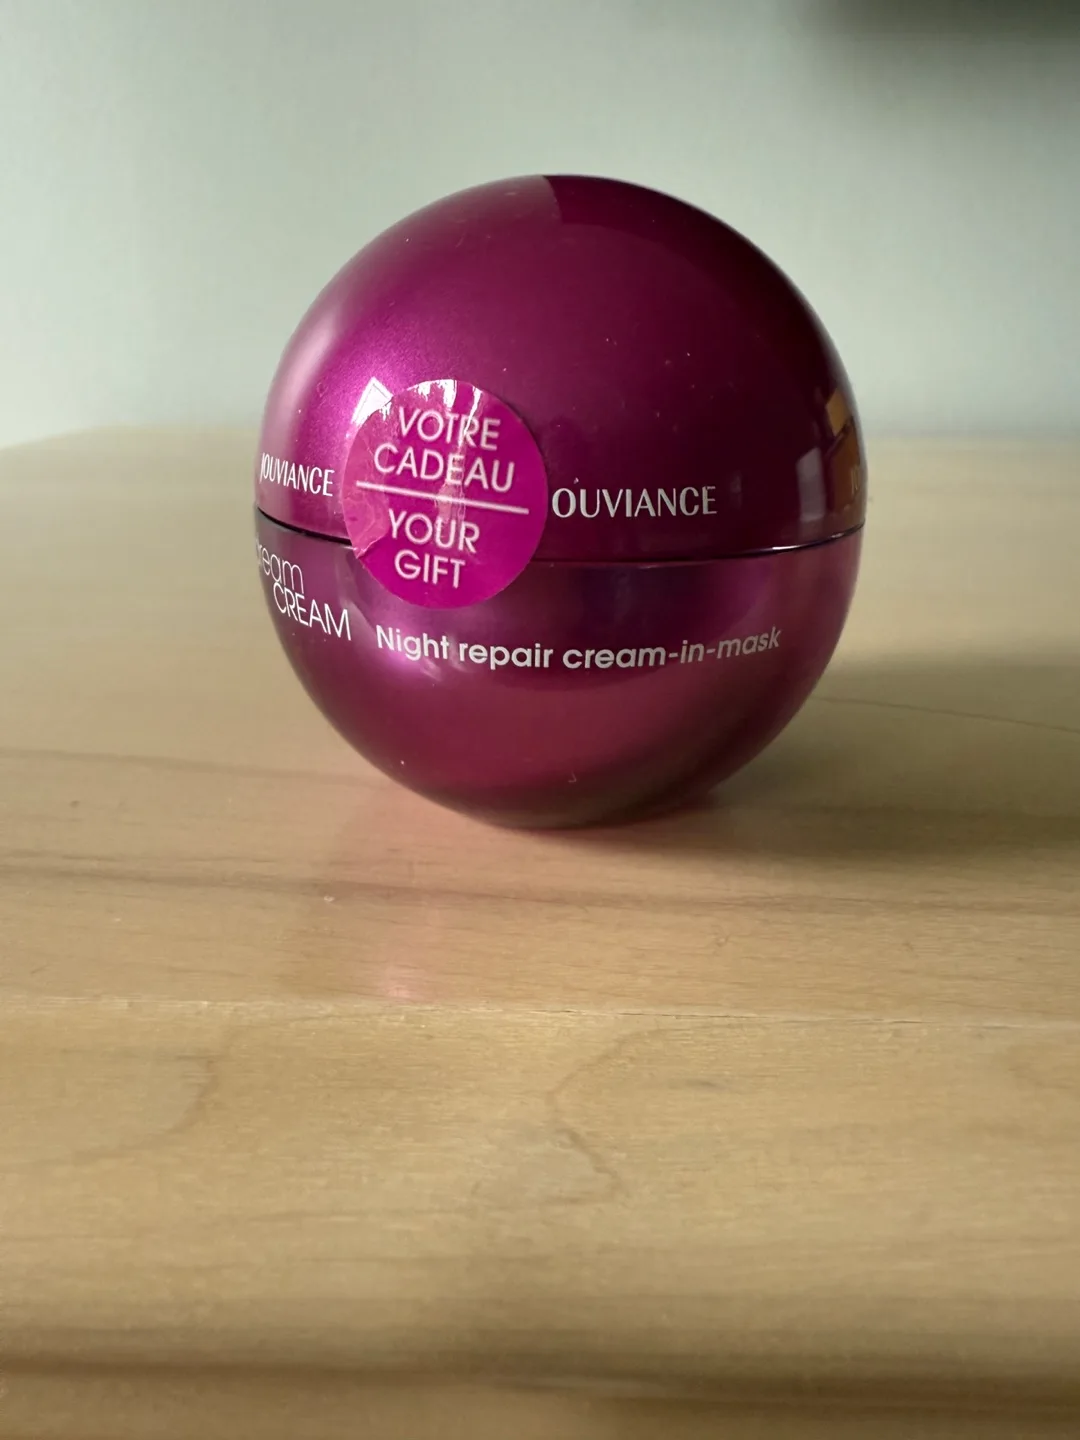 VOTRE
CADEAU
YOUR
GIFT
JOUVIANCE
OUVIANCE
CREAM
Night repair cream-in-mask